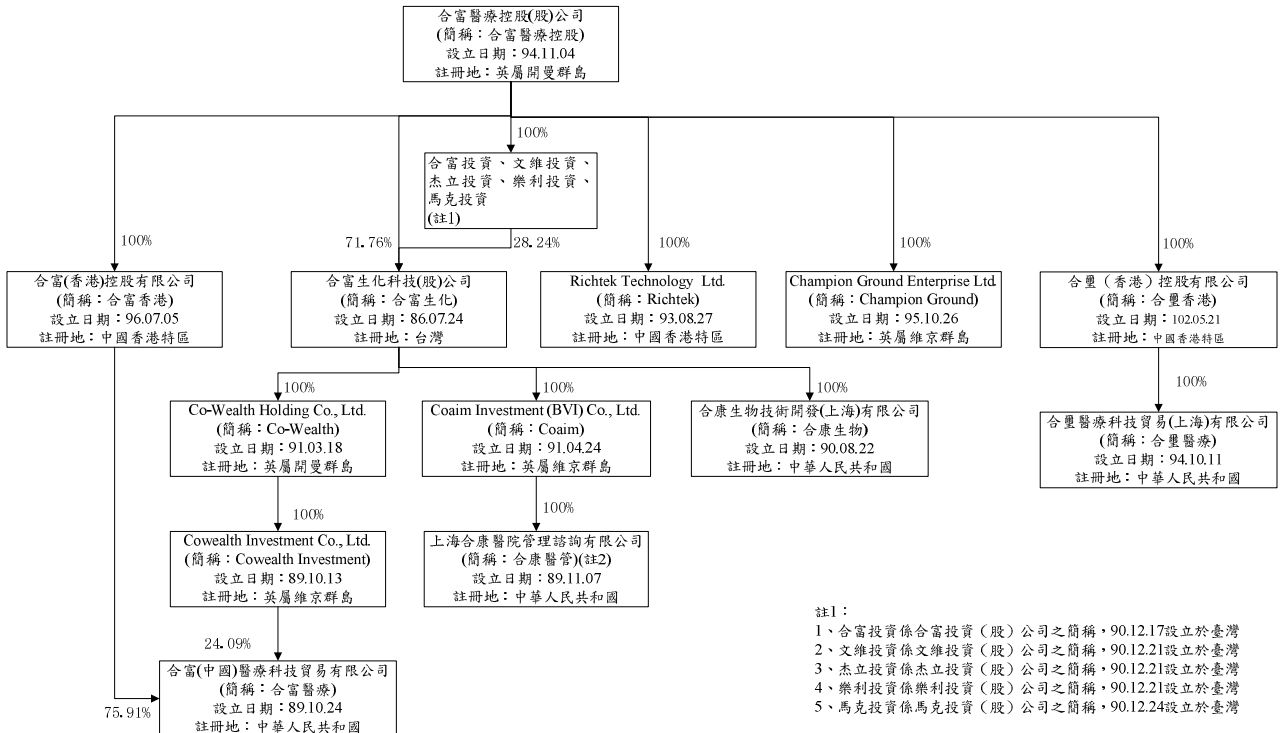 合富醫療控股(股)公司
(簡稱：合富醫療控股)
設立日期：94.11.04
註冊地：英屬開曼群島
100%
合富投資、文維投資、
杰立投資、樂利投資、
馬克投資
(註1)
100%
71.76%
28.24%
100%
100%
100%
合富(香港)控股有限公司
(簡稱：合富香港)
設立日期：96.07.05
註冊地：中國香港特區
合富生化科技(股)公司
(簡稱：合富生化)
設立日期：86.07.24
註冊地：台灣
Richtek Technology Ltd.
(簡稱：Richtek)
設立日期：93.08.27
註冊地：中國香港特區
Champion Ground Enterprise Ltd.
(簡稱：Champion Ground)
設立日期：95.10.26
註冊地：英屬維京群島
合璽（香港）控股有限公司
(簡稱：合璽香港)
設立日期：102.05.21
註冊地：中國香港特區
100%
100%
100%
100%
Co-Wealth Holding Co., Ltd.
(簡稱：Co-Wealth)
設立日期：91.03.18
註冊地：英屬開曼群島
Coaim Investment (BVI) Co., Ltd.
(簡稱：Coaim)
設立日期：91.04.24
註冊地：英屬維京群島
合康生物技術開發(上海)有限公司
(簡稱：合康生物)
設立日期：90.08.22
註冊地：中華人民共和國
合璽醫療科技貿易(上海)有限公司
(簡稱：合璽醫療)
設立日期：94.10.11
註冊地：中華人民共和國
100%
100%
Cowealth Investment Co., Ltd.
(簡稱：Cowealth Investment)
設立日期：89.10.13
註冊地：英屬維京群島
上海合康醫院管理諮詢有限公司
(簡稱：合康醫管)(註2)
設立日期：89.11.07
註冊地：中華人民共和國
24.09%
75.91%
合富(中國)醫療科技貿易有限公司
(簡稱：合富醫療)
設立日期：89.10.24
註冊地：中華人民共和國
註1：
1、合富投資係合富投資（股）公司之簡稱，90.12.17設立於臺灣
2、文維投資係文維投資（股）公司之簡稱，90.12.21設立於臺灣
3、杰立投資係杰立投資（股）公司之簡稱，90.12.21設立於臺灣
4、樂利投資係樂利投資（股）公司之簡稱，90.12.21設立於臺灣
5、馬克投資係馬克投資（股）公司之簡稱，90.12.24設立於臺灣